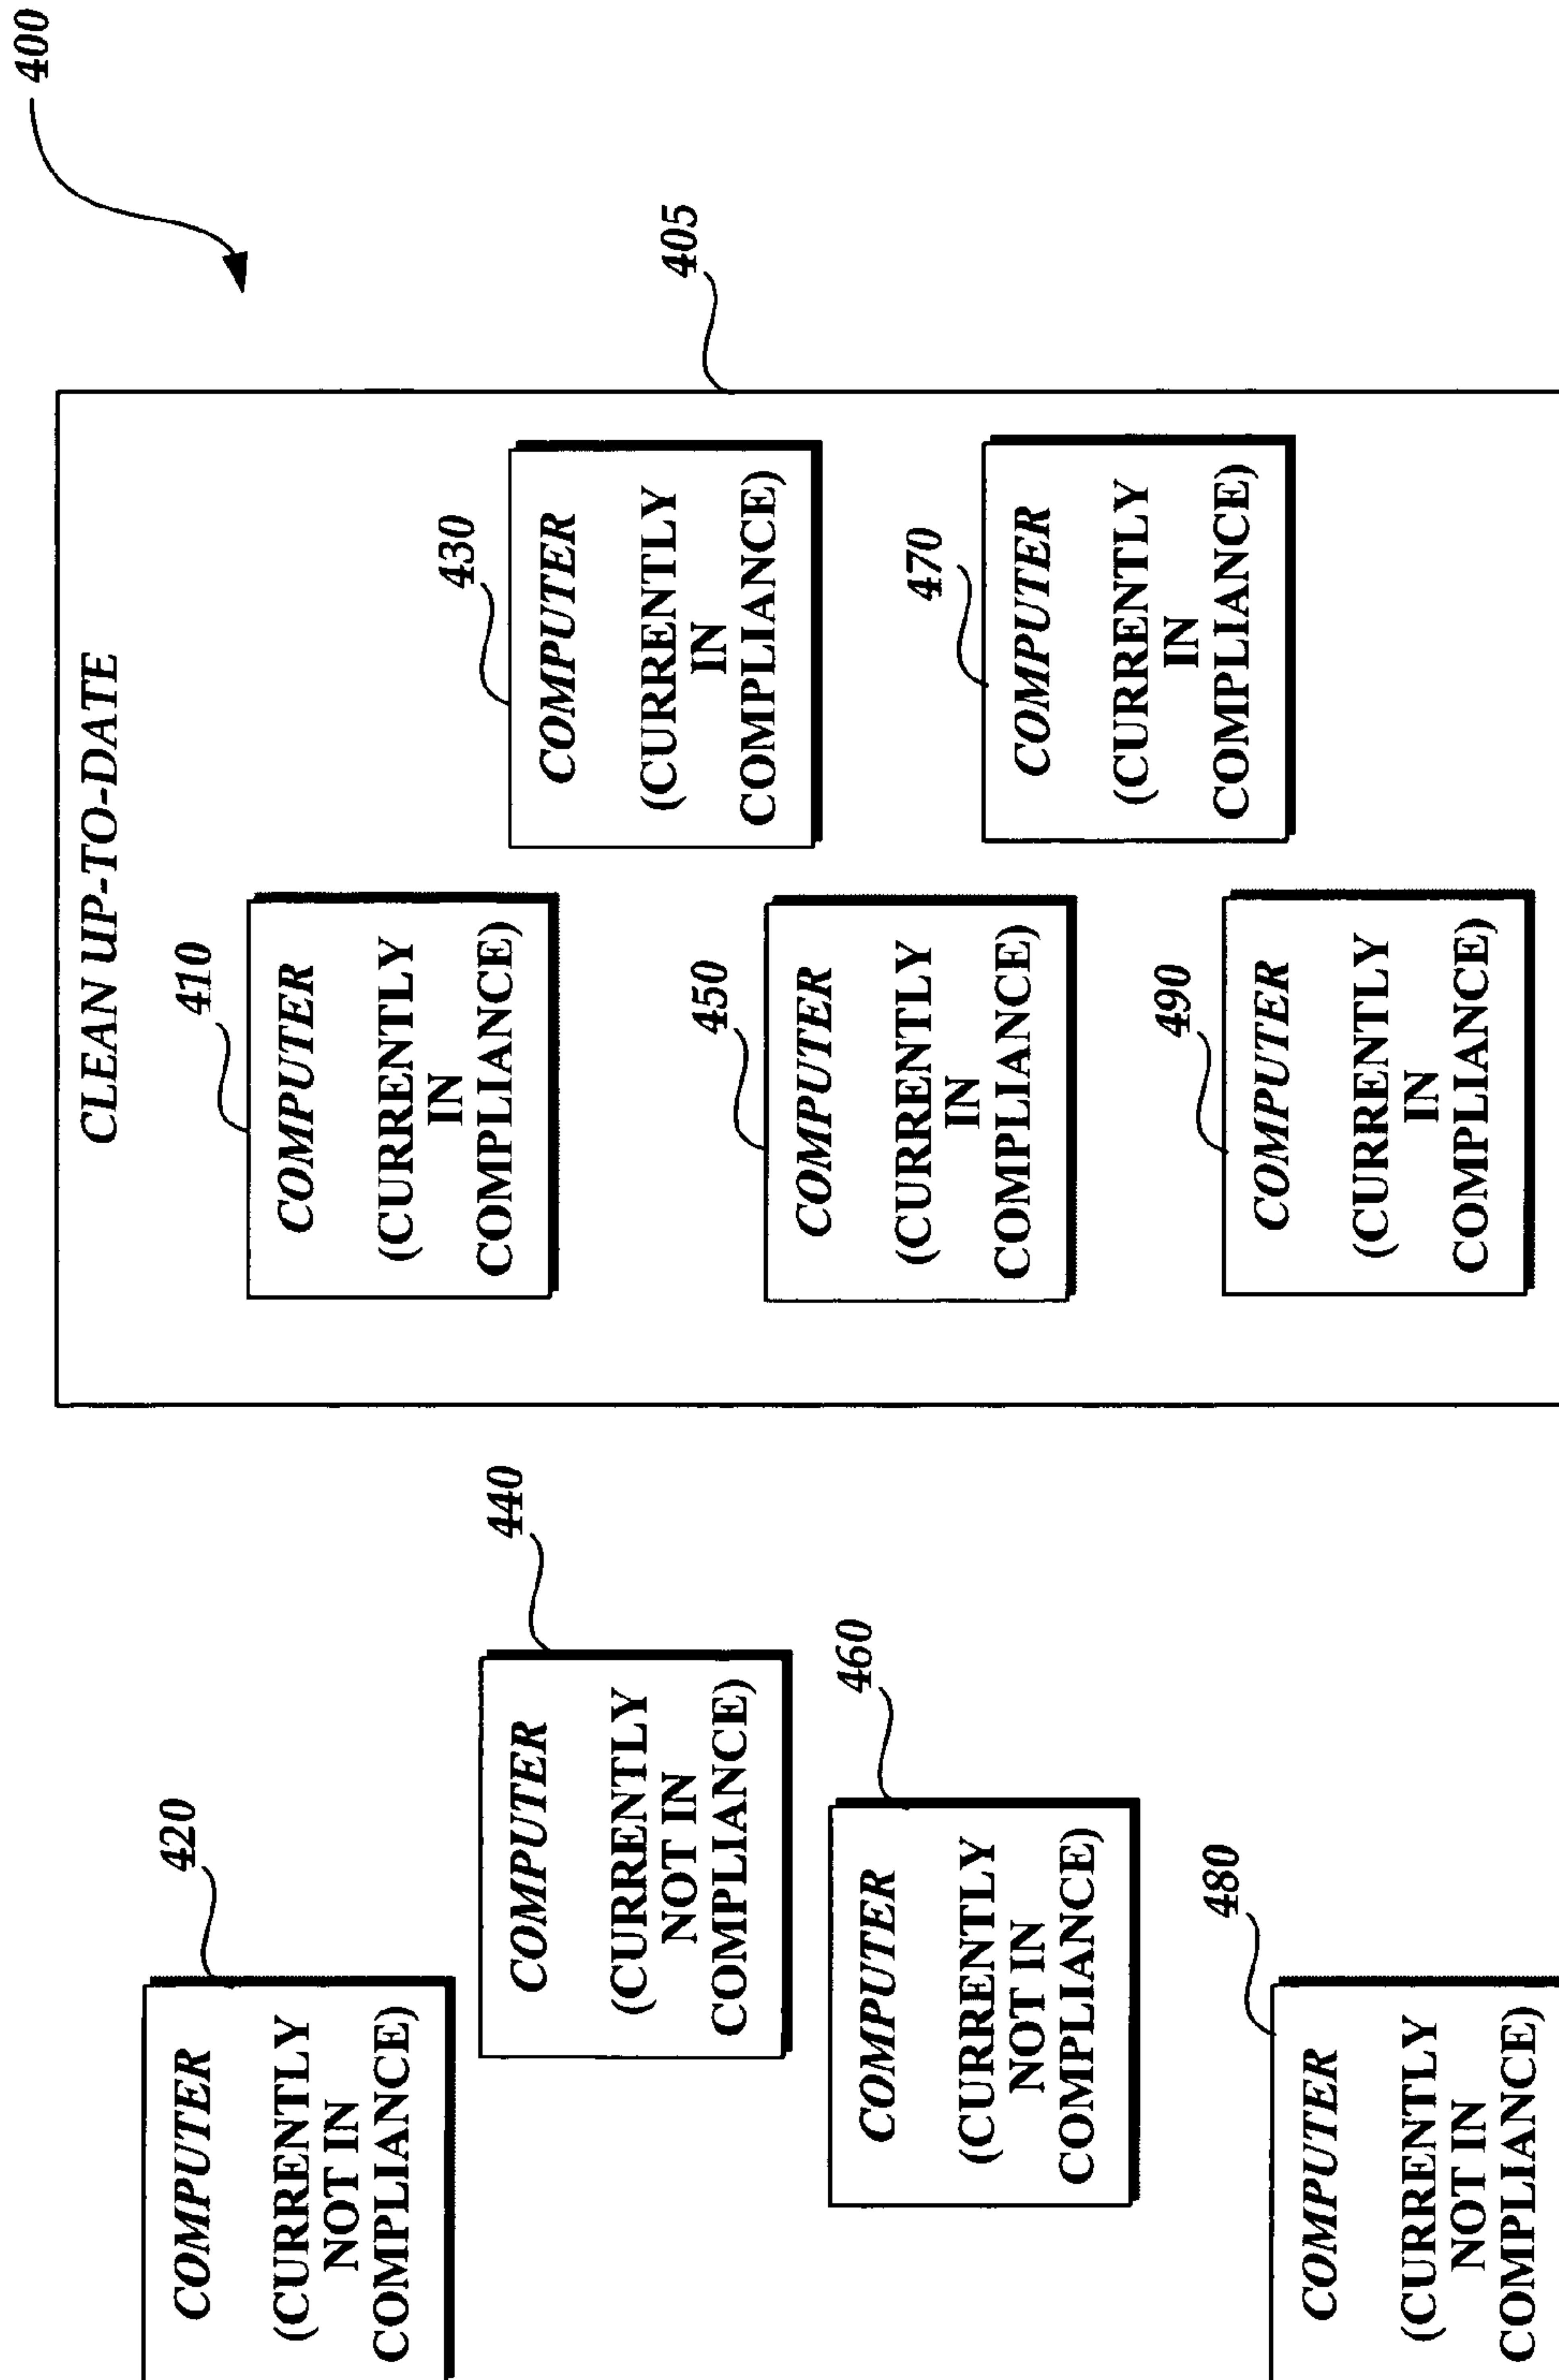 400
CLEAN UP-TO-DATE
405
420
COMPUTER
(CURRENTLY
NOT IN
COMPLIANCE)
410
COMPUTER
(CURRENTLY
IN
COMPLIANCE)
430
COMPUTER
(CURRENTLY
IN
COMPLIANCE)
440
COMPUTER
(CURRENTLY
NOT IN
COMPLIANCE)
450
COMPUTER
(CURRENTLY
IN
COMPLIANCE)
460
COMPUTER
(CURRENTLY
NOT IN
COMPLIANCE)
470
COMPUTER
(CURRENTLY
IN
COMPLIANCE)
480
COMPUTER
(CURRENTLY
NOT IN
COMPLIANCE)
490
COMPUTER
(CURRENTLY
IN
COMPLIANCE)